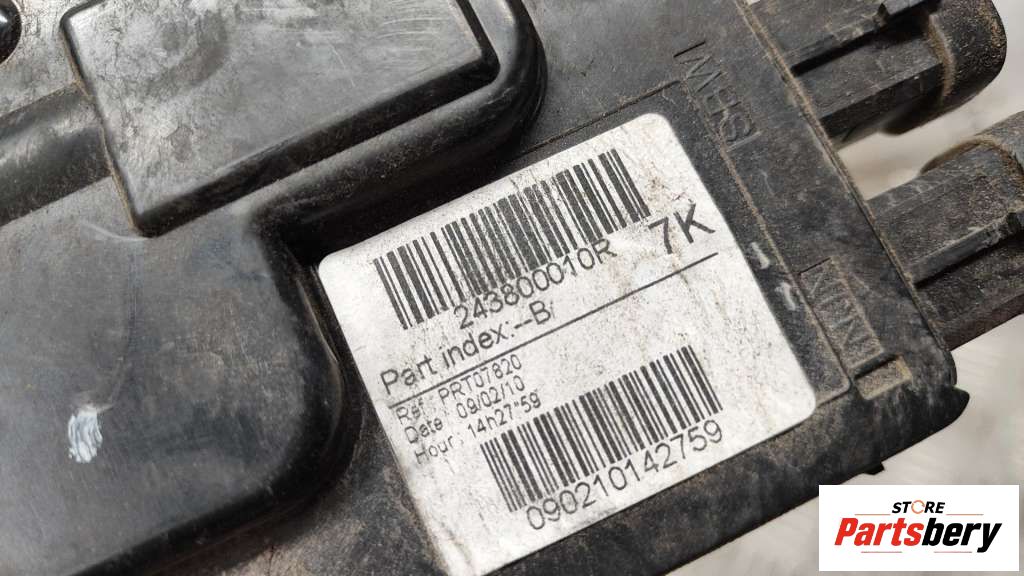 243800010R 7K
Part index:--B
Ref : PRT07820
Date : 09/02/10
Hour : 14h27*59
090210142759
STORE
Partsbery